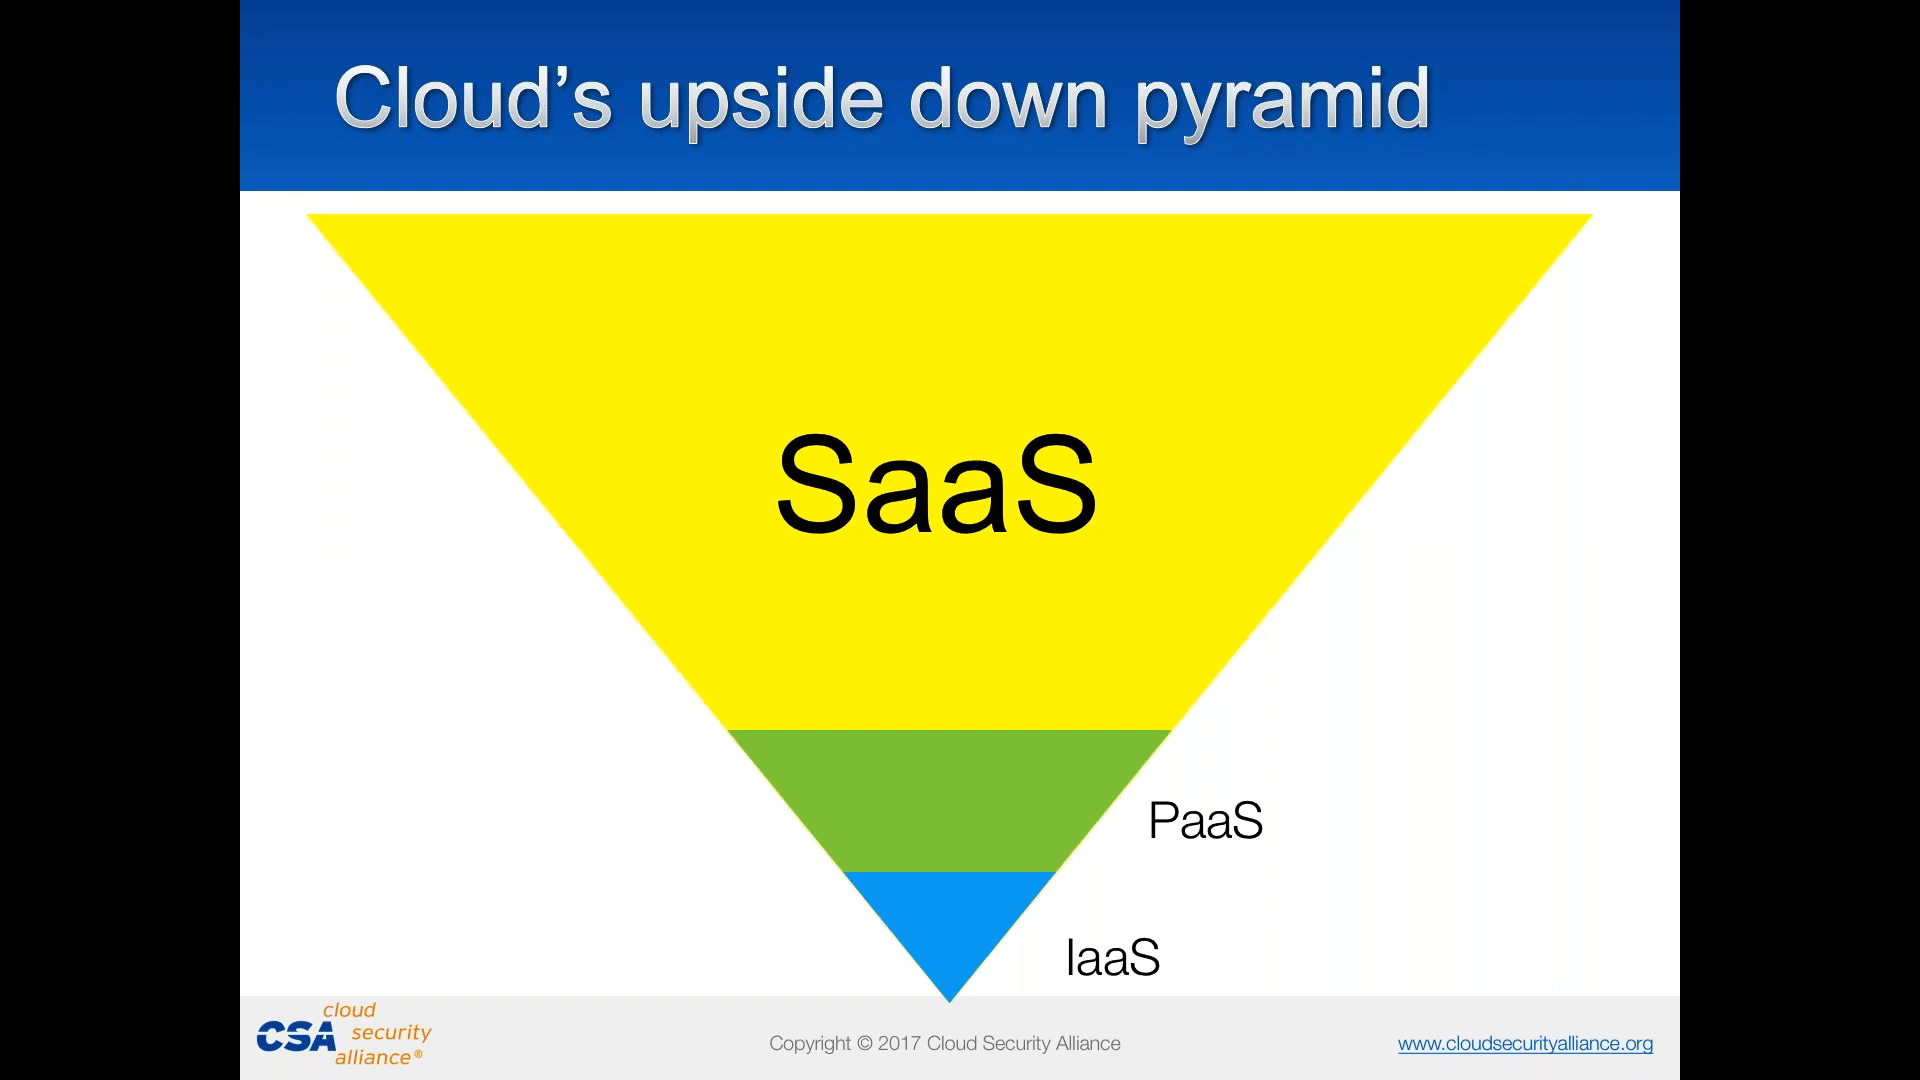 Cloud’s upside down pyramid
SaaS
PaaS
IaaS
cloud
CSA security
alliance®
Copyright © 2017 Cloud Security Alliance
www.cloudsecurityalliance.org